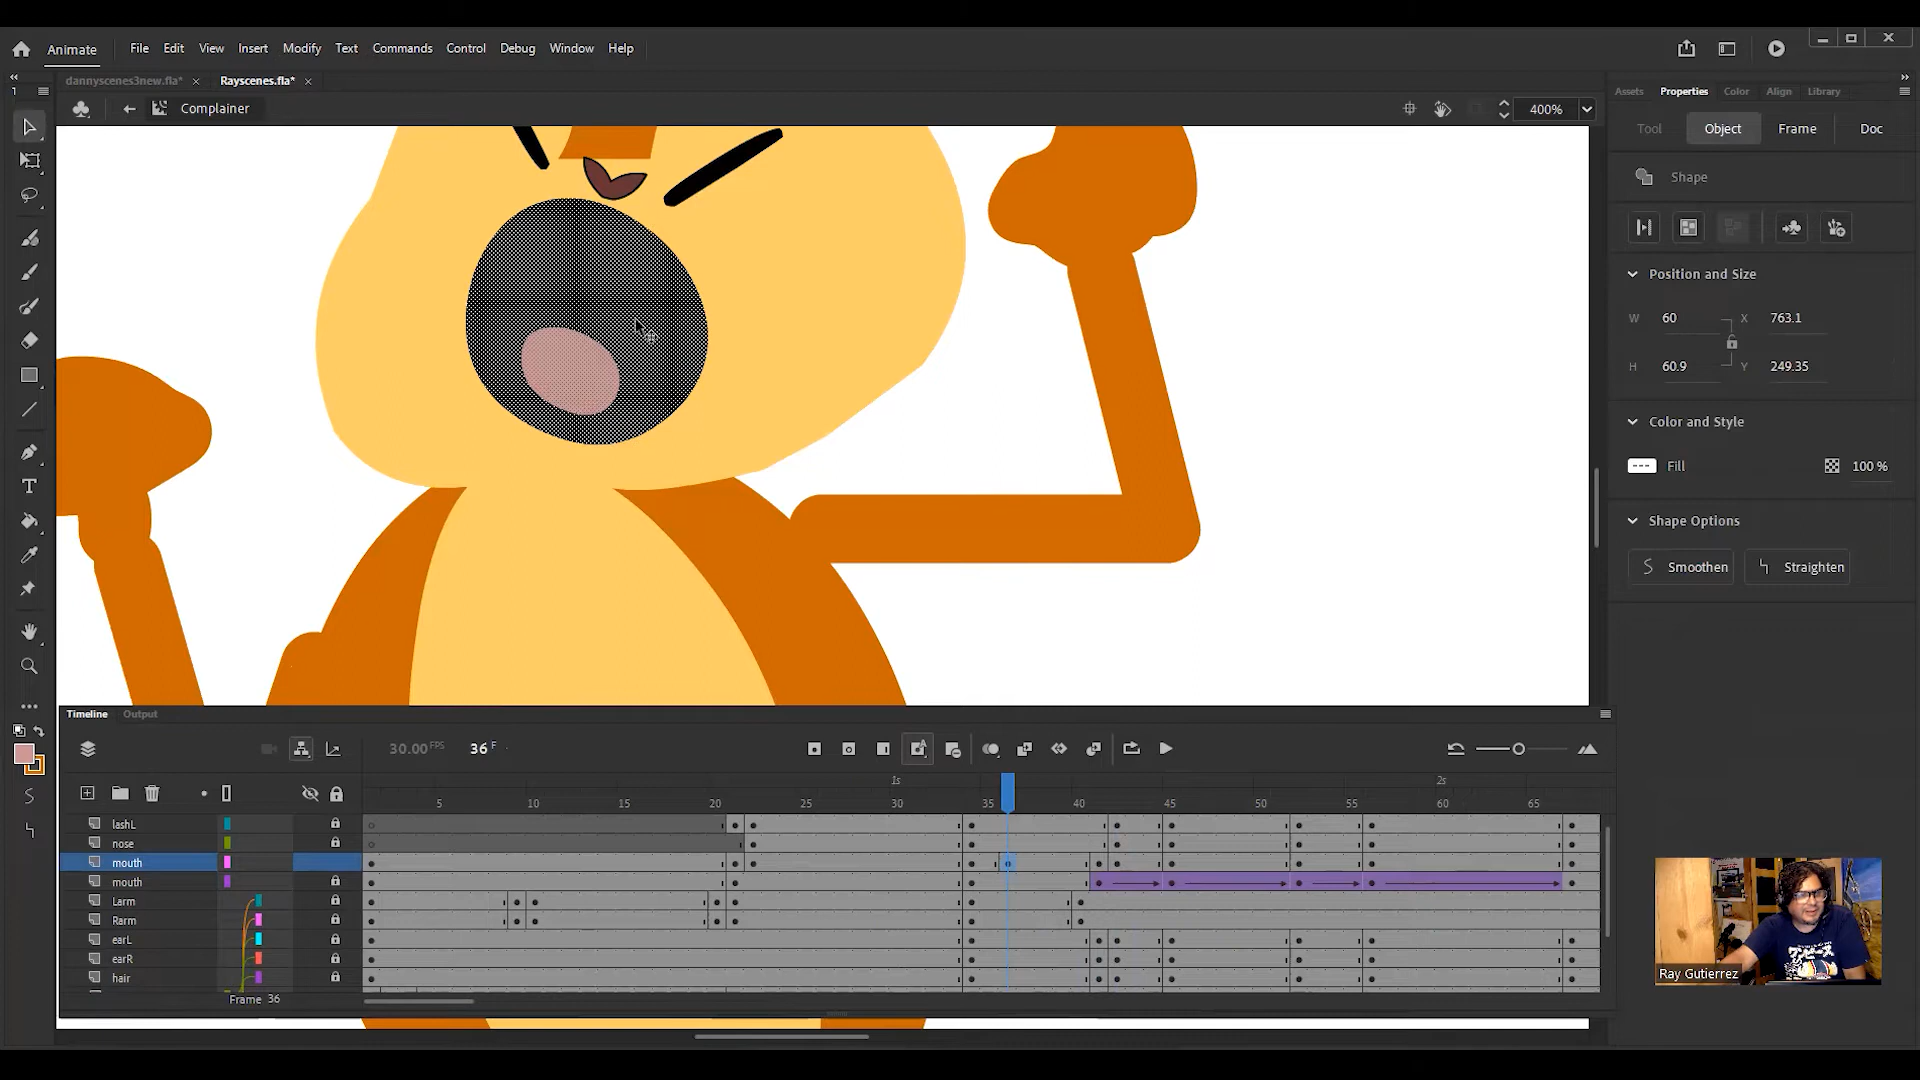 Animate File Edit View Insert Modify Text Commands Control Debug Window Help
dannyscenes3new.fla* × Rayscenes.fla* ×
Assets Properties Color Align Library
1
Complainer 400%
Tool Object Frame Doc
Shape
Position and Size
W 60 X 763.1
H 60.9 Y 249.35
Color and Style
Fill 100 %
Shape Options
Smoothen Straighten
Timeline Output
30.00 FPS 36 F
1s 2s
5 10 15 20 25 30 35 40 45 50 55 60 65
lashL
nose
mouth
mouth
Larm
Rarm
earL
earR
hair
Frame 36
Ray Gutierrez